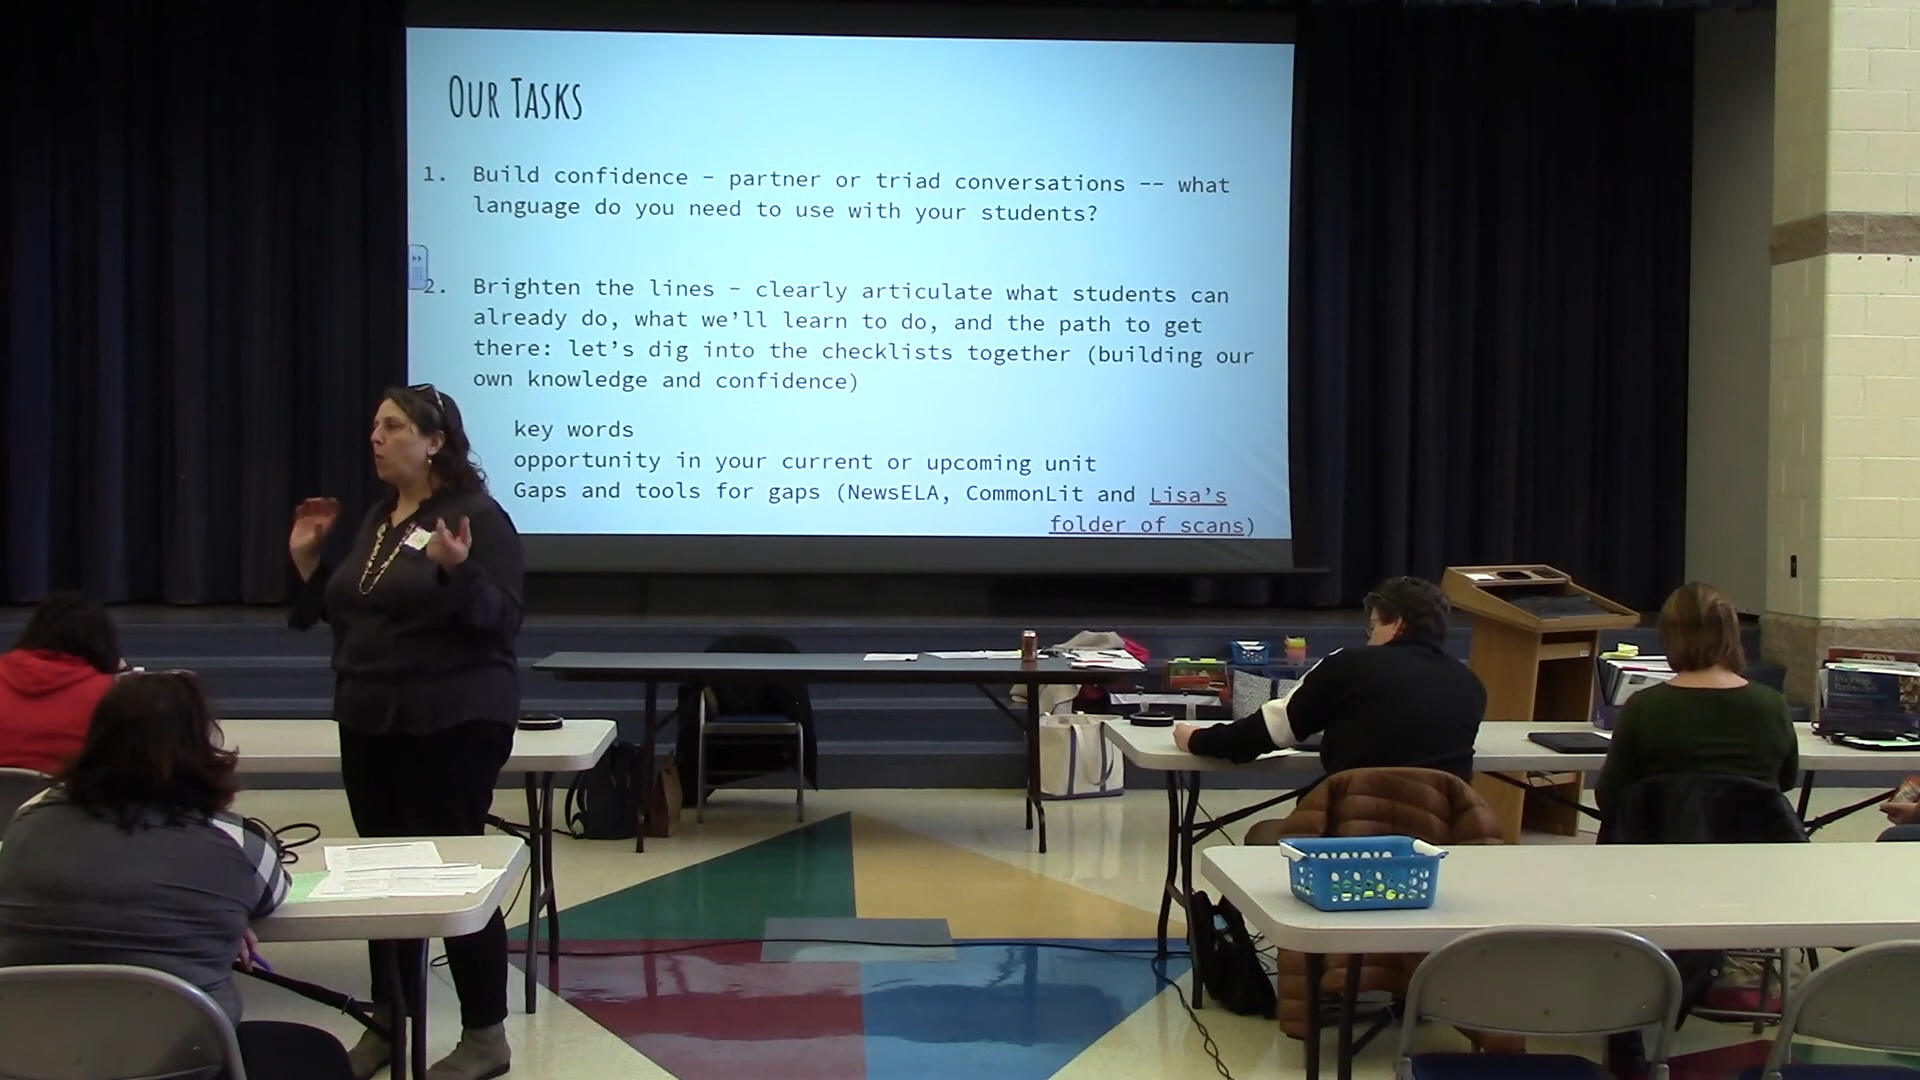 Our Tasks
1. Build confidence – partner or triad conversations -- what
language do you need to use with your students?
2. Brighten the lines – clearly articulate what students can
already do, what we’ll learn to do, and the path to get
there: let’s dig into the checklists together (building our
own knowledge and confidence)
key words
opportunity in your current or upcoming unit
Gaps and tools for gaps (NewsELA, CommonLit and Lisa’s
folder of scans)